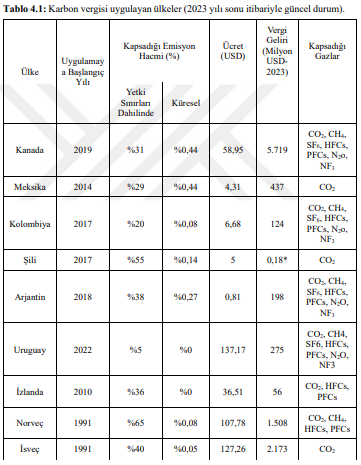 Tablo 4.1: Karbon vergisi uygulayan ülkeler (2023 yılı sonu itibariyle güncel durum).
Ülke
Uygulamay
a Başlangıç
Yılı
Kapsadığı Emisyon
Hacmi (%)
Yetki
Sınırları
Dahilinde
Küresel
Ücret
(USD)
Vergi
Geliri
(Milyon
USD-
2023)
Kapsadığı
Gazlar
Kanada 2019 %31 %0,44 58,95 5.719
CO₂, CH₄,
SF₆, HFCs,
PFCs, N₂o,
NF₃
Meksika 2014 %29 %0,44 4,31 437 CO₂
Kolombiya 2017 %20 %0,08 6,68 124
CO₂, CH₄,
SF₆, HFCs,
PFCs, N₂o,
NF₃
Şili 2017 %55 %0,14 5 0,18* CO₂
Arjantin 2018 %38 %0,27 0,81 198
CO₂, CH₄,
SF₆, HFCs,
PFCs, N₂O,
NF₃
Uruguay 2022 %5 %0 137,17 275
CO₂, CH4,
SF6, HFCs,
PFCs, N₂O,
NF3
İzlanda 2010 %36 %0 36,51 56
CO₂, HFCs,
PFCs
Norveç 1991 %65 %0,08 107,78 1.508
CO₂, CH₄,
HFCs, PFCs
İsveç 1991 %40 %0,05 127,26 2.173 CO₂